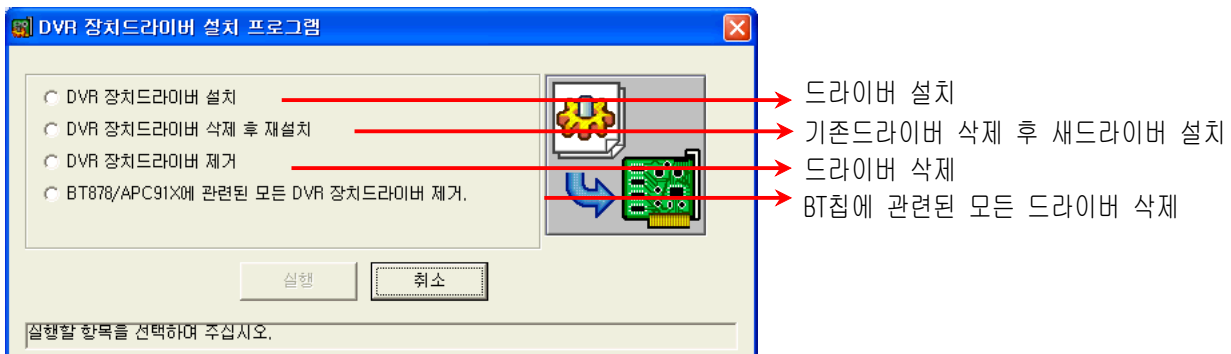 DVR 장치드라이버 설치 프로그램
DVR 장치드라이버 설치
드라이버 설치
DVR 장치드라이버 삭제 후 재설치
기존드라이버 삭제 후 새드라이버 설치
DVR 장치드라이버 제거
드라이버 삭제
BT878/APC91X에 관련된 모든 DVR 장치드라이버 제거.
BT칩에 관련된 모든 드라이버 삭제
실행
취소
실행할 항목을 선택하여 주십시오.